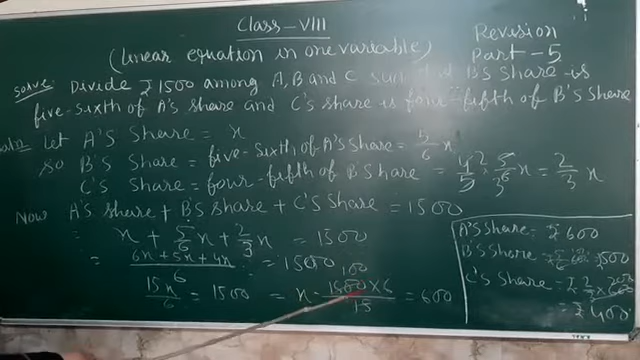 Class-VIII
Revision
Part-5
(linear equation in one variable)
Solve: Divide ₹1500 among A, B and C such that B's Share is
five-sixth of A's share and C's share is four-fifth of B's Share
Let A's Share = x
So B's Share = five-sixth of A's Share = 5/6 x
C's Share = four-fifth of B's Share = 4/5 × 5/6 x = 2/3 x
Now A's share + B's share + C's Share = 1500
= x + 5/6 x + 2/3 x = 1500
= 6x+5x+4x / 6 = 1500
15x/6 = 1500 = x = 1500×6 / 15 = 600
A's Share = ₹600
B's Share = 500
C's Share =
= ₹400